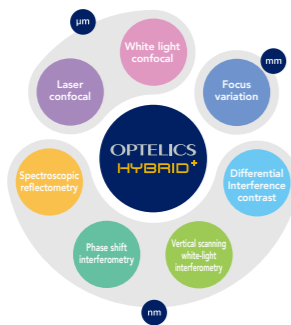 µm
White light
confocal
mm
Laser
confocal
Focus
variation
OPTELICS
HYBRID+
Spectroscopic
reflectometry
Differential
Interference
contrast
Phase shift
interferometry
Vertical scanning
white-light
interferometry
nm